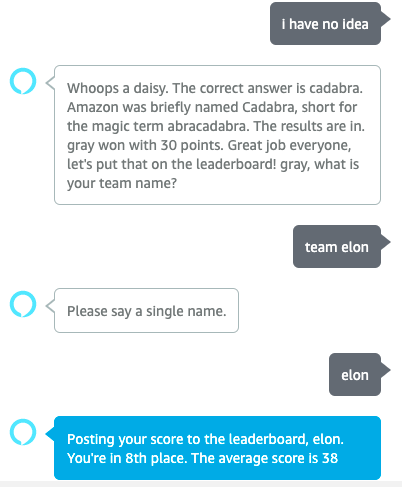 i have no idea
Whoops a daisy. The correct answer is cadabra.
Amazon was briefly named Cadabra, short for
the magic term abracadabra. The results are in.
gray won with 30 points. Great job everyone,
let's put that on the leaderboard! gray, what is
your team name?
team elon
Please say a single name.
elon
Posting your score to the leaderboard, elon.
You're in 8th place. The average score is 38